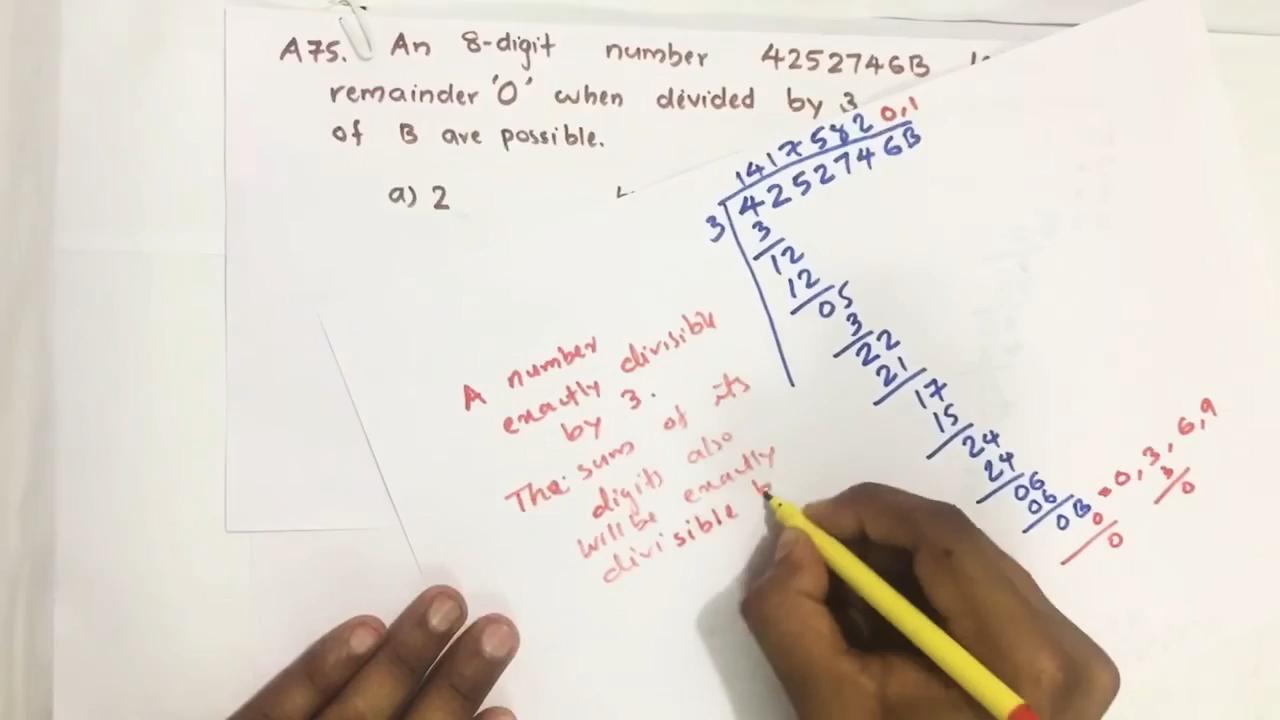 A75. An 8-digit number 4252746B
remainder 'O' when divided by 3
of B are possible.
a) 2
1417582 0,1
3 4252746B
3
12
12
05
3
22
21
17
15
24
24
06
06
0B = 0, 3, 6, 9
0 3
0 0
A number
exactly divisible
by 3.
The sum of its
digits also
will be exactly
divisible